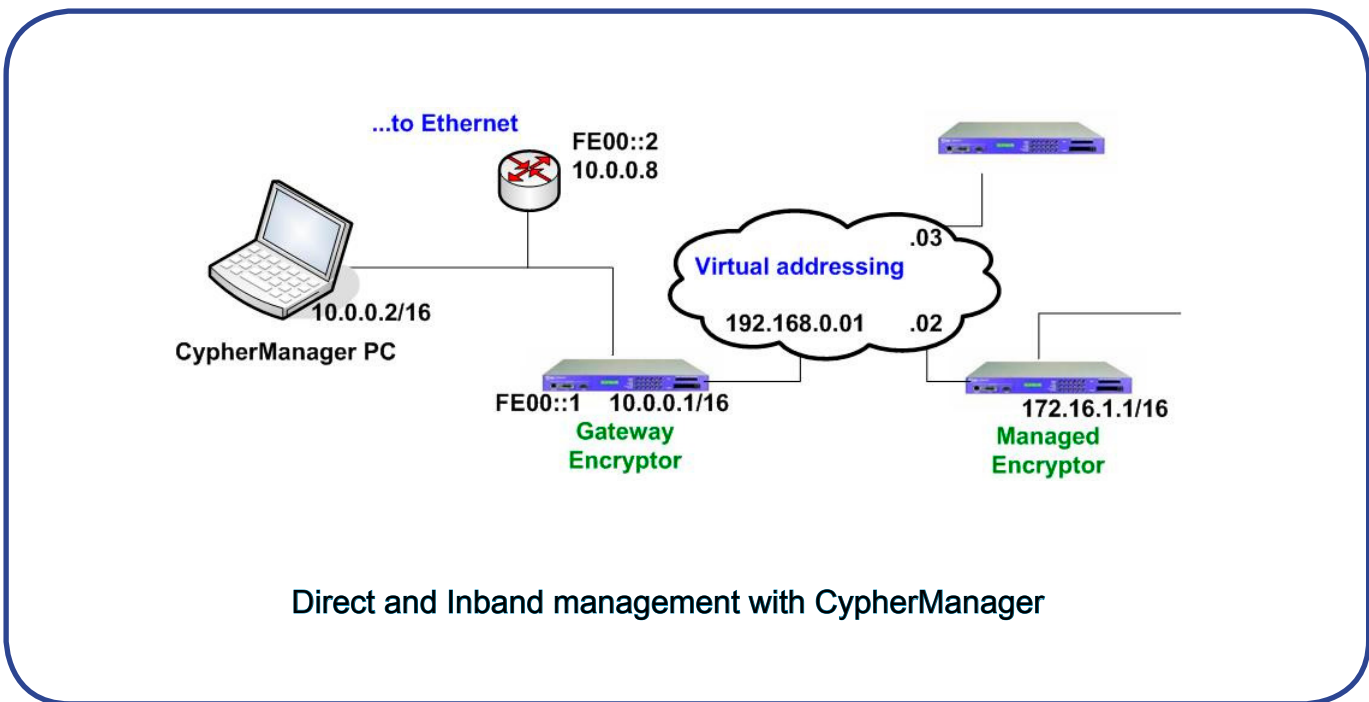 ...to Ethernet
FE00::2
10.0.0.8
10.0.0.2/16
CypherManager PC
Virtual addressing
.03
192.168.0.01
.02
FE00::1
10.0.0.1/16
Gateway
Encryptor
172.16.1.1/16
Managed
Encryptor
Direct and Inband management with CypherManager